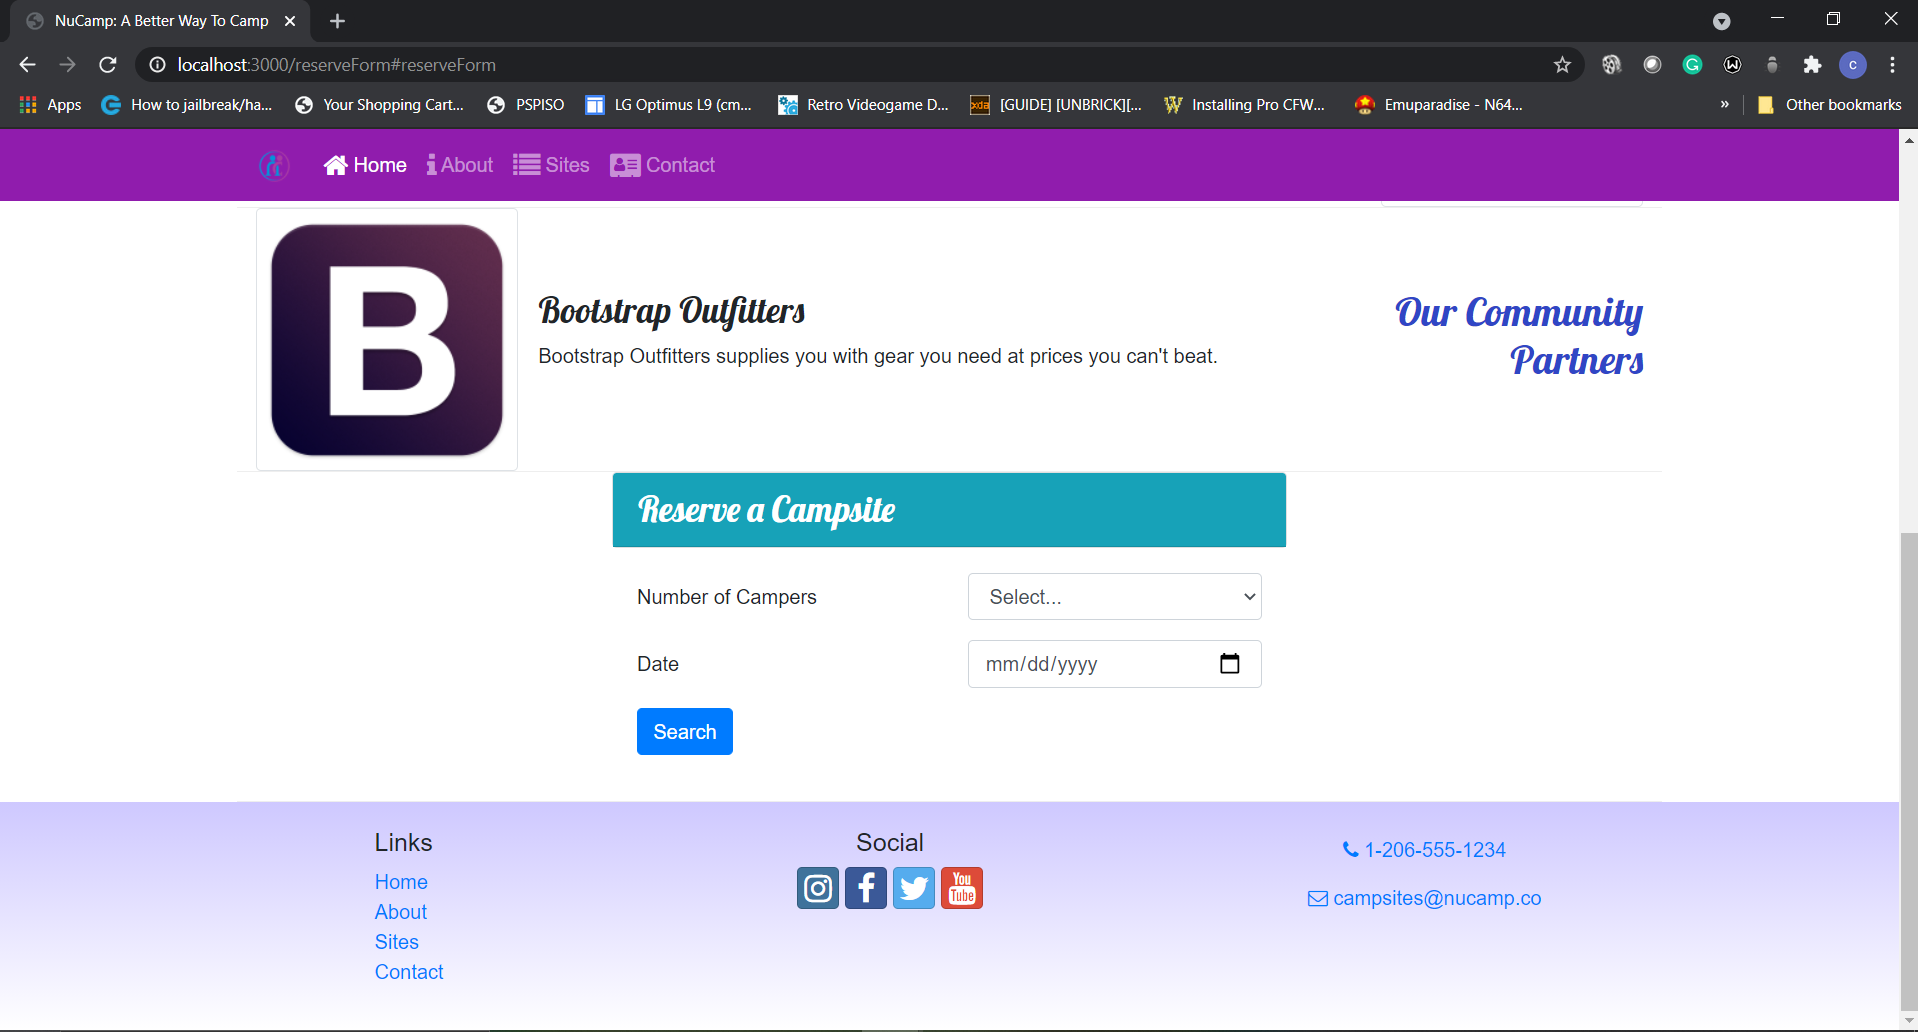 NuCamp: A Better Way To Camp
localhost:3000/reserveForm#reserveForm
G
W
c
Apps
How to jailbreak/ha...
Your Shopping Cart...
PSPISO
LG Optimus L9 (cm...
Retro Videogame D...
xda
[GUIDE] [UNBRICK][...
Installing Pro CFW...
Emuparadise - N64...
»
Other bookmarks
Home
About
Sites
Contact
B
Bootstrap Outfitters
Bootstrap Outfitters supplies you with gear you need at prices you can't beat.
Our Community
Partners
Reserve a Campsite
Number of Campers
Select...
Date
mm/dd/yyyy
Search
Links
Home
About
Sites
Contact
Social
You
Tube
1-206-555-1234
campsites@nucamp.co